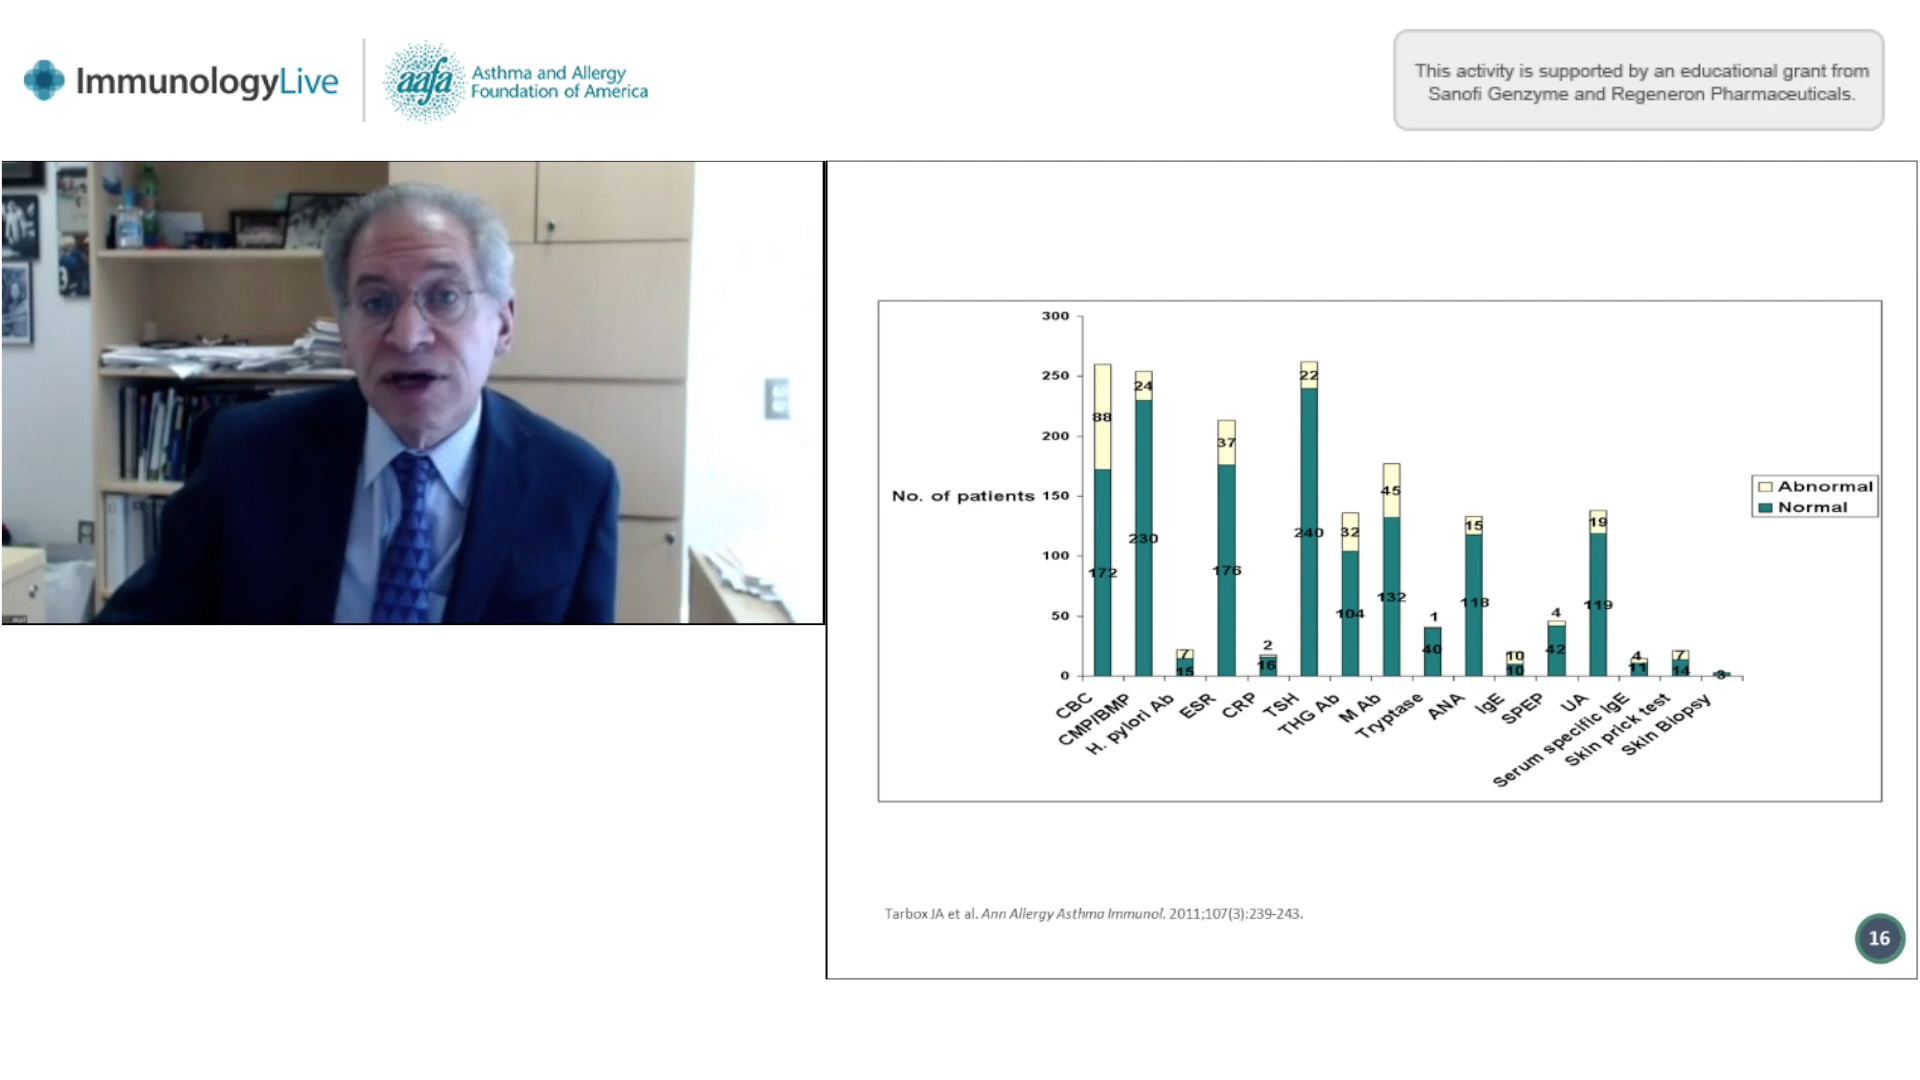 ImmunologyLive
aafa
Asthma and Allergy
Foundation of America
This activity is supported by an educational grant from
Sanofi Genzyme and Regeneron Pharmaceuticals.
300
250
200
150
100
50
0
No. of patients
88
172
24
230
7
15
37
176
2
16
22
240
32
104
45
132
1
40
15
118
10
10
4
42
19
119
4
11
7
14
3
CBC
CMP/BMP
H. pylori Ab
ESR
CRP
TSH
THG Ab
M Ab
Tryptase
ANA
IgE
SPEP
UA
Serum specific IgE
Skin prick test
Skin Biopsy
Abnormal
Normal
Tarbox JA et al. Ann Allergy Asthma Immunol. 2011;107(3):239-243.
16